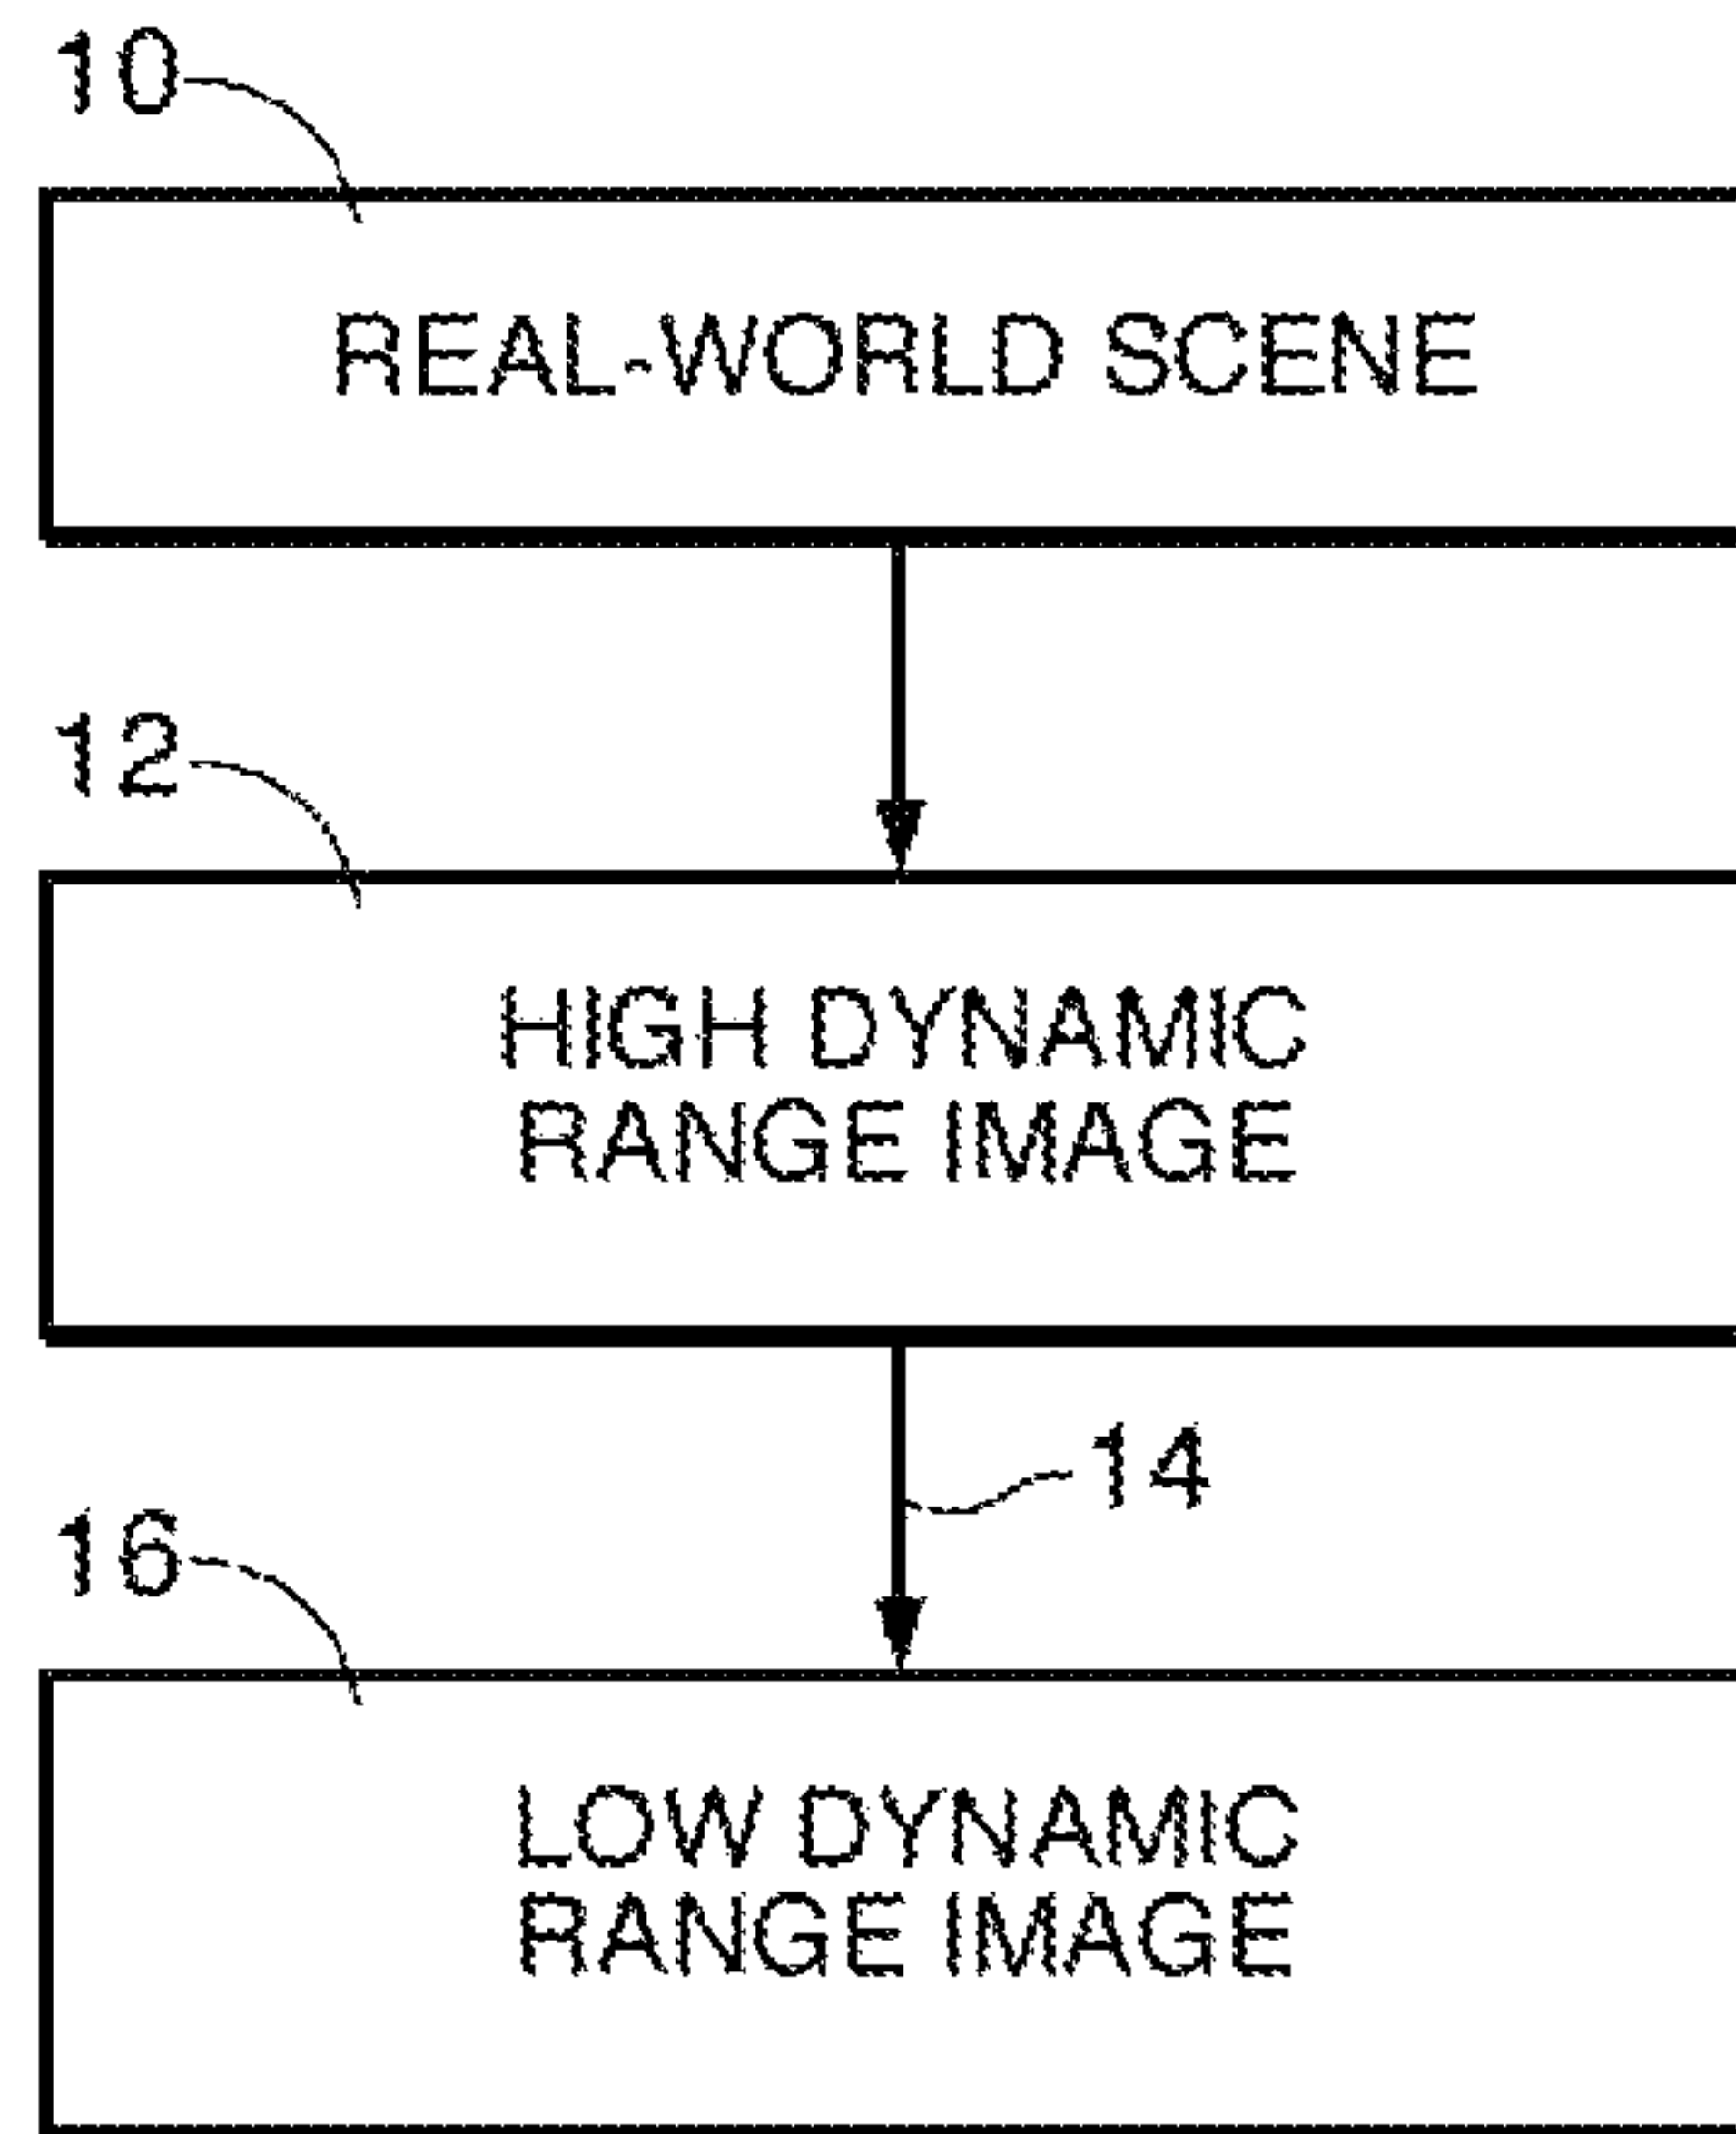 10
REAL-WORLD SCENE
12
HIGH DYNAMIC
RANGE IMAGE
14
16
LOW DYNAMIC
RANGE IMAGE